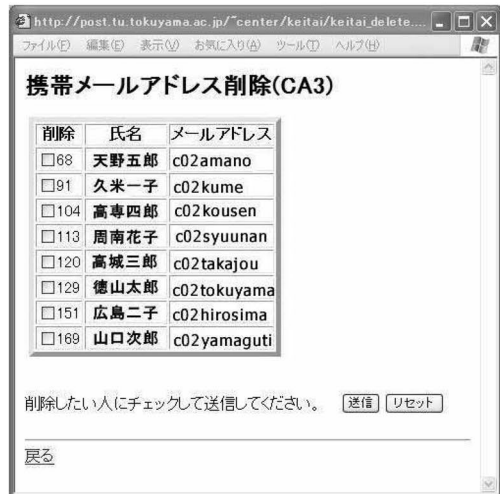 http://post.tu.tokuyama.ac.jp/~center/keitai/keitai_delete....
ファイル(F) 編集(E) 表示(V) お気に入り(A) ツール(T) ヘルプ(H)
携帯メールアドレス削除(CA3)
削除 氏名 メールアドレス
68 天野五郎 c02amano
91 久米一子 c02kume
104 高専四郎 c02kousen
113 周南花子 c02syuunan
120 高城三郎 c02takajou
129 徳山太郎 c02tokuyama
151 広島二子 c02hirosima
169 山口次郎 c02yamaguti
削除したい人にチェックして送信してください。 送信 リセット
戻る